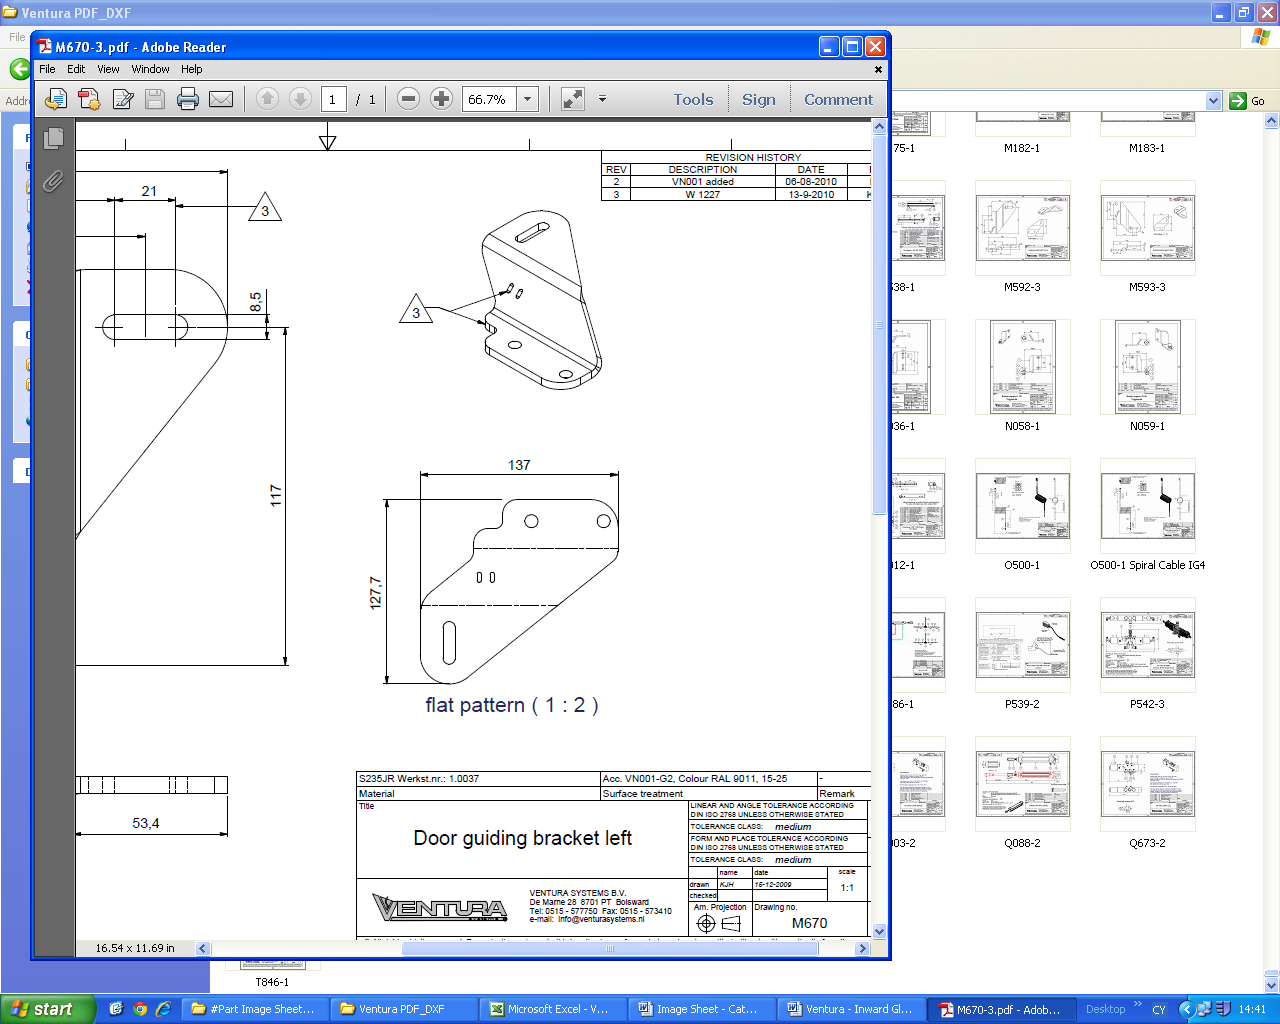 Ventura PDF_DXF
File
M670-3.pdf - Adobe Reader
File Edit View Window Help
1 / 1 66.7% Tools Sign Comment
Go
REVISION HISTORY
REV DESCRIPTION DATE
2 VN001 added 06-08-2010
3 W 1227 13-9-2010
21
3
8,5
3
117
137
127,7
flat pattern ( 1 : 2 )
53,4
S235JR Werkst.nr.: 1.0037 Acc. VN001-G2, Colour RAL 9011, 15-25 -
Material Surface treatment Remark
Title
Door guiding bracket left
LINEAR AND ANGLE TOLERANCE ACCORDING
DIN ISO 2768 UNLESS OTHERWISE STATED
TOLERANCE CLASS: medium
FORM AND PLACE TOLERANCE ACCORDING
DIN ISO 2768 UNLESS OTHERWISE STATED
TOLERANCE CLASS: medium
name date scale
drawn KJH 15-12-2009 1:1
checked
Am. Projection Drawing no.
M670
VENTURA
VENTURA SYSTEMS B.V.
De Marne 28 8701 PT Bolsward
Tel: 0515 - 577750 Fax: 0515 - 573410
e-mail: info@venturasystems.nl
16.54 x 11.69 in
75-1 M182-1 M183-1
538-1 M592-3 M593-3
036-1 N058-1 N059-1
012-1 O500-1 O500-1 Spiral Cable IG4
86-1 P539-2 P542-3
003-2 Q088-2 Q673-2
T846-1
start #Part Image Sheet... Ventura PDF_DXF Microsoft Excel - V... Image Sheet - Cat... Ventura - Inward Gl... M670-3.pdf - Adob... Desktop CY 14:41